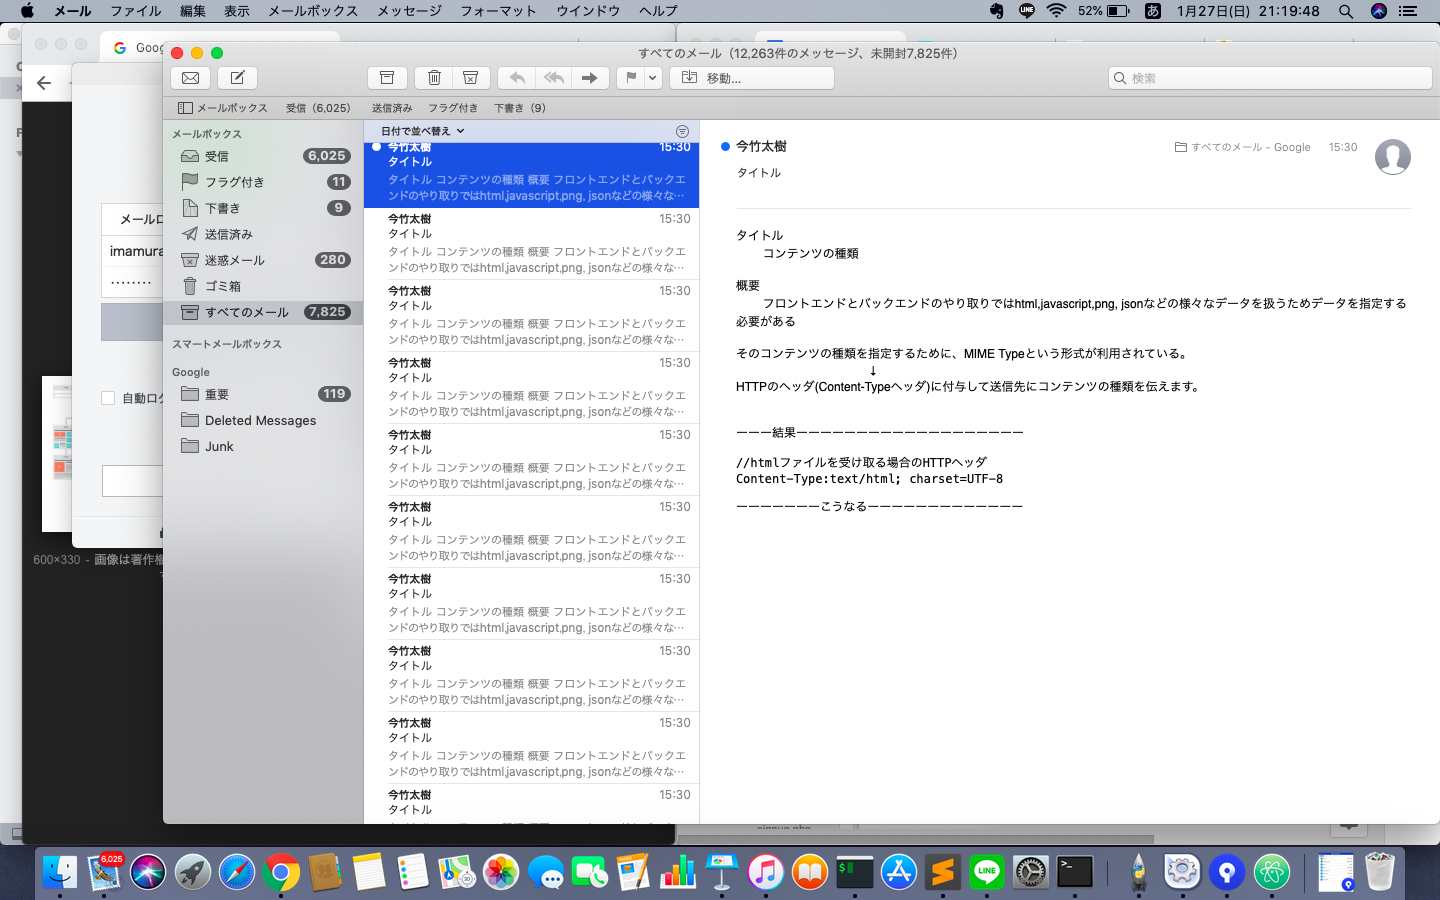 メール ファイル 編集 表示 メールボックス メッセージ フォーマット ウインドウ ヘルプ
LINE 52% あ 1月27日(日) 21:19:48
すべてのメール（12,263件のメッセージ、未開封7,825件）
移動...
検索
メールボックス 受信（6,025） 送信済み フラグ付き 下書き（9）
メールボックス
受信 6,025
フラグ付き 11
下書き 9
送信済み
迷惑メール 280
ゴミ箱
すべてのメール 7,825
スマートメールボックス
Google
重要 119
Deleted Messages
Junk
日付で並べ替え
今竹太樹 15:30
タイトル
タイトル コンテンツの種類 概要 フロントエンドとバックエ
ンドのやり取りではhtml,javascript,png, jsonなどの様々な…
今竹太樹 15:30
タイトル
タイトル コンテンツの種類 概要 フロントエンドとバックエ
ンドのやり取りではhtml,javascript,png, jsonなどの様々な…
今竹太樹 15:30
タイトル
タイトル コンテンツの種類 概要 フロントエンドとバックエ
ンドのやり取りではhtml,javascript,png, jsonなどの様々な…
今竹太樹 15:30
タイトル
タイトル コンテンツの種類 概要 フロントエンドとバックエ
ンドのやり取りではhtml,javascript,png, jsonなどの様々な…
今竹太樹 15:30
タイトル
タイトル コンテンツの種類 概要 フロントエンドとバックエ
ンドのやり取りではhtml,javascript,png, jsonなどの様々な…
今竹太樹 15:30
タイトル
タイトル コンテンツの種類 概要 フロントエンドとバックエ
ンドのやり取りではhtml,javascript,png, jsonなどの様々な…
今竹太樹 15:30
タイトル
タイトル コンテンツの種類 概要 フロントエンドとバックエ
ンドのやり取りではhtml,javascript,png, jsonなどの様々な…
今竹太樹 15:30
タイトル
タイトル コンテンツの種類 概要 フロントエンドとバックエ
ンドのやり取りではhtml,javascript,png, jsonなどの様々な…
今竹太樹 15:30
タイトル
タイトル コンテンツの種類 概要 フロントエンドとバックエ
ンドのやり取りではhtml,javascript,png, jsonなどの様々な…
今竹太樹 15:30
タイトル
今竹太樹 すべてのメール - Google 15:30
タイトル
タイトル
コンテンツの種類
概要
フロントエンドとバックエンドのやり取りではhtml,javascript,png, jsonなどの様々なデータを扱うためデータを指定する
必要がある
そのコンテンツの種類を指定するために、MIME Typeという形式が利用されている。
↓
HTTPのヘッダ(Content-Typeヘッダ)に付与して送信先にコンテンツの種類を伝えます。
ーーー結果ーーーーーーーーーーーーーーーーーーー
//htmlファイルを受け取る場合のHTTPヘッダ
Content-Type:text/html; charset=UTF-8
ーーーーーーーこうなるーーーーーーーーーーーーー
Goog
メールロ
imamura
········
自動ログ
600×330 - 画像は著作権
6,025
LINE